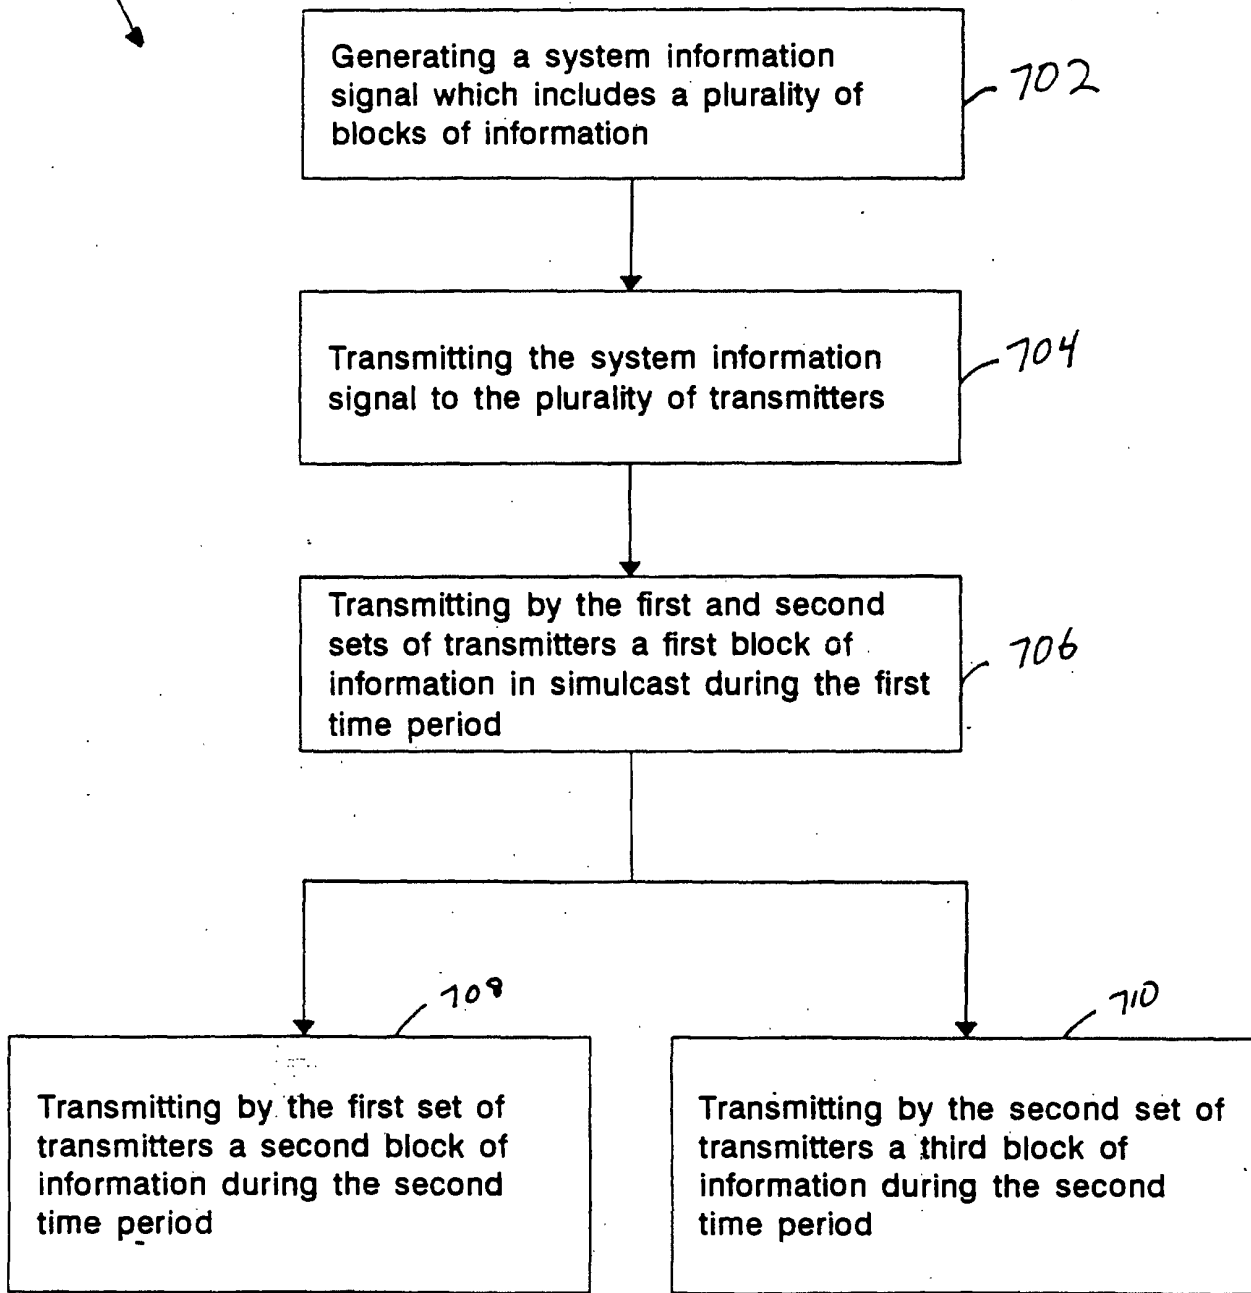 Generating a system information
signal which includes a plurality of
blocks of information
702
Transmitting the system information
signal to the plurality of transmitters
704
Transmitting by the first and second
sets of transmitters a first block of
information in simulcast during the first
time period
706
708
710
Transmitting by the first set of
transmitters a second block of
information during the second
time period
Transmitting by the second set of
transmitters a third block of
information during the second
time period